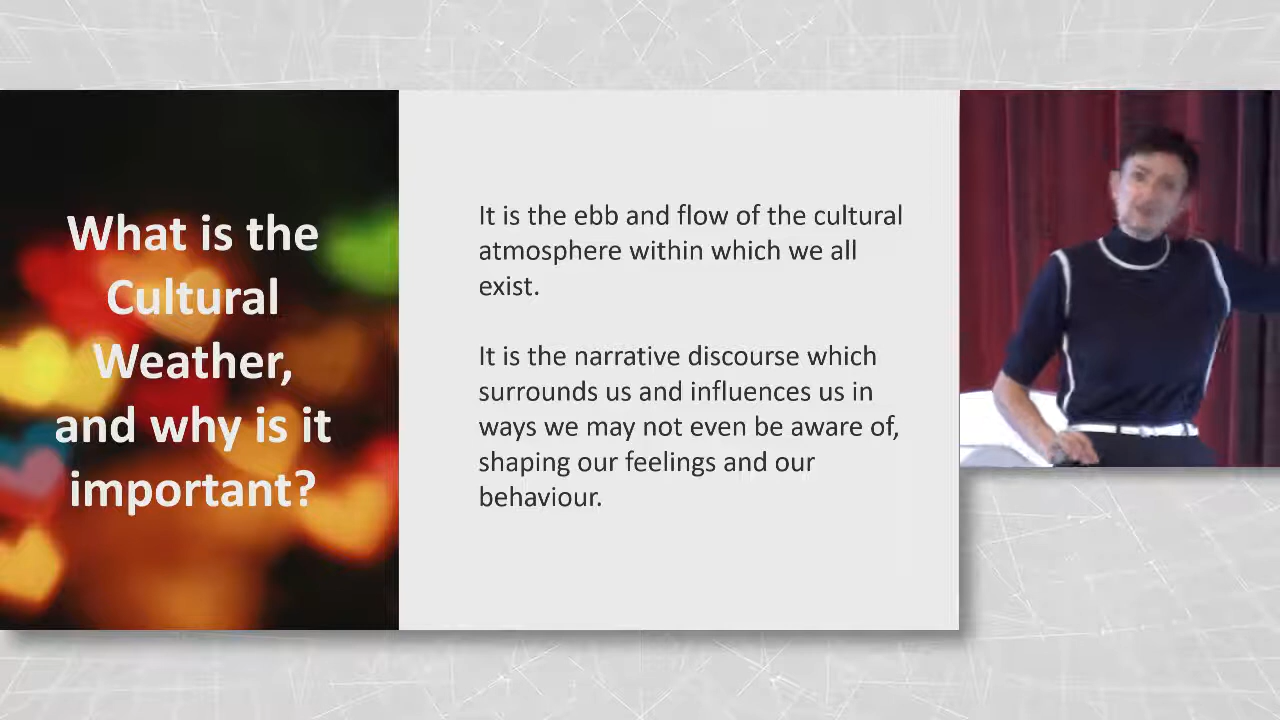 What is the
Cultural
Weather,
and why is it
important?
It is the ebb and flow of the cultural
atmosphere within which we all
exist.
It is the narrative discourse which
surrounds us and influences us in
ways we may not even be aware of,
shaping our feelings and our
behaviour.